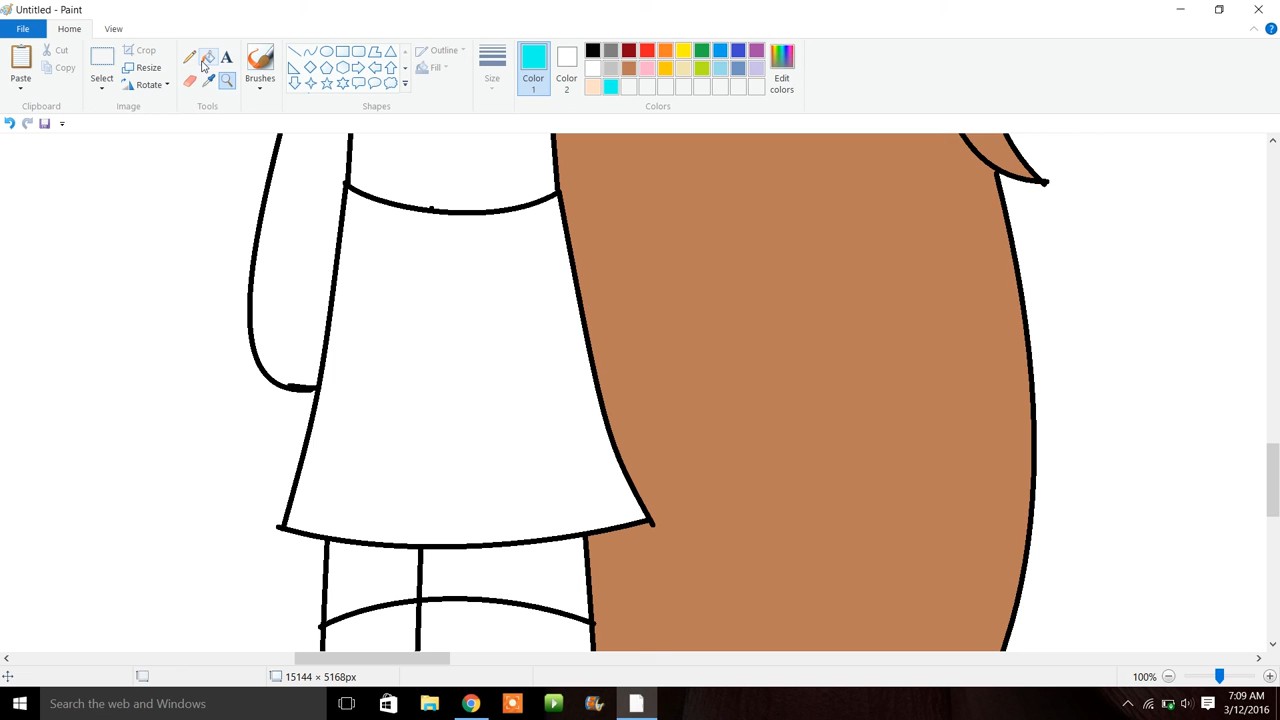 Untitled - Paint
File
Home
View
Paste
Cut
Copy
Clipboard
Select
Crop
Resize
Rotate
Image
A
Tools
Brushes
Outline
Fill
Shapes
Size
Color 1
Color 2
Edit colors
Colors
15144 × 5168px
100%
Search the web and Windows
7:09 AM
3/12/2016